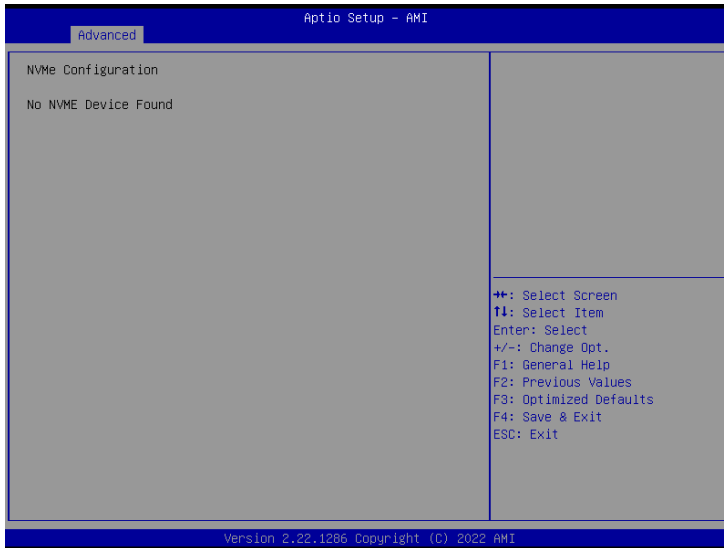 Aptio Setup - AMI
Advanced
NVMe Configuration
No NVME Device Found
→←: Select Screen
↑↓: Select Item
Enter: Select
+/-: Change Opt.
F1: General Help
F2: Previous Values
F3: Optimized Defaults
F4: Save & Exit
ESC: Exit
Version 2.22.1286 Copyright (C) 2022 AMI